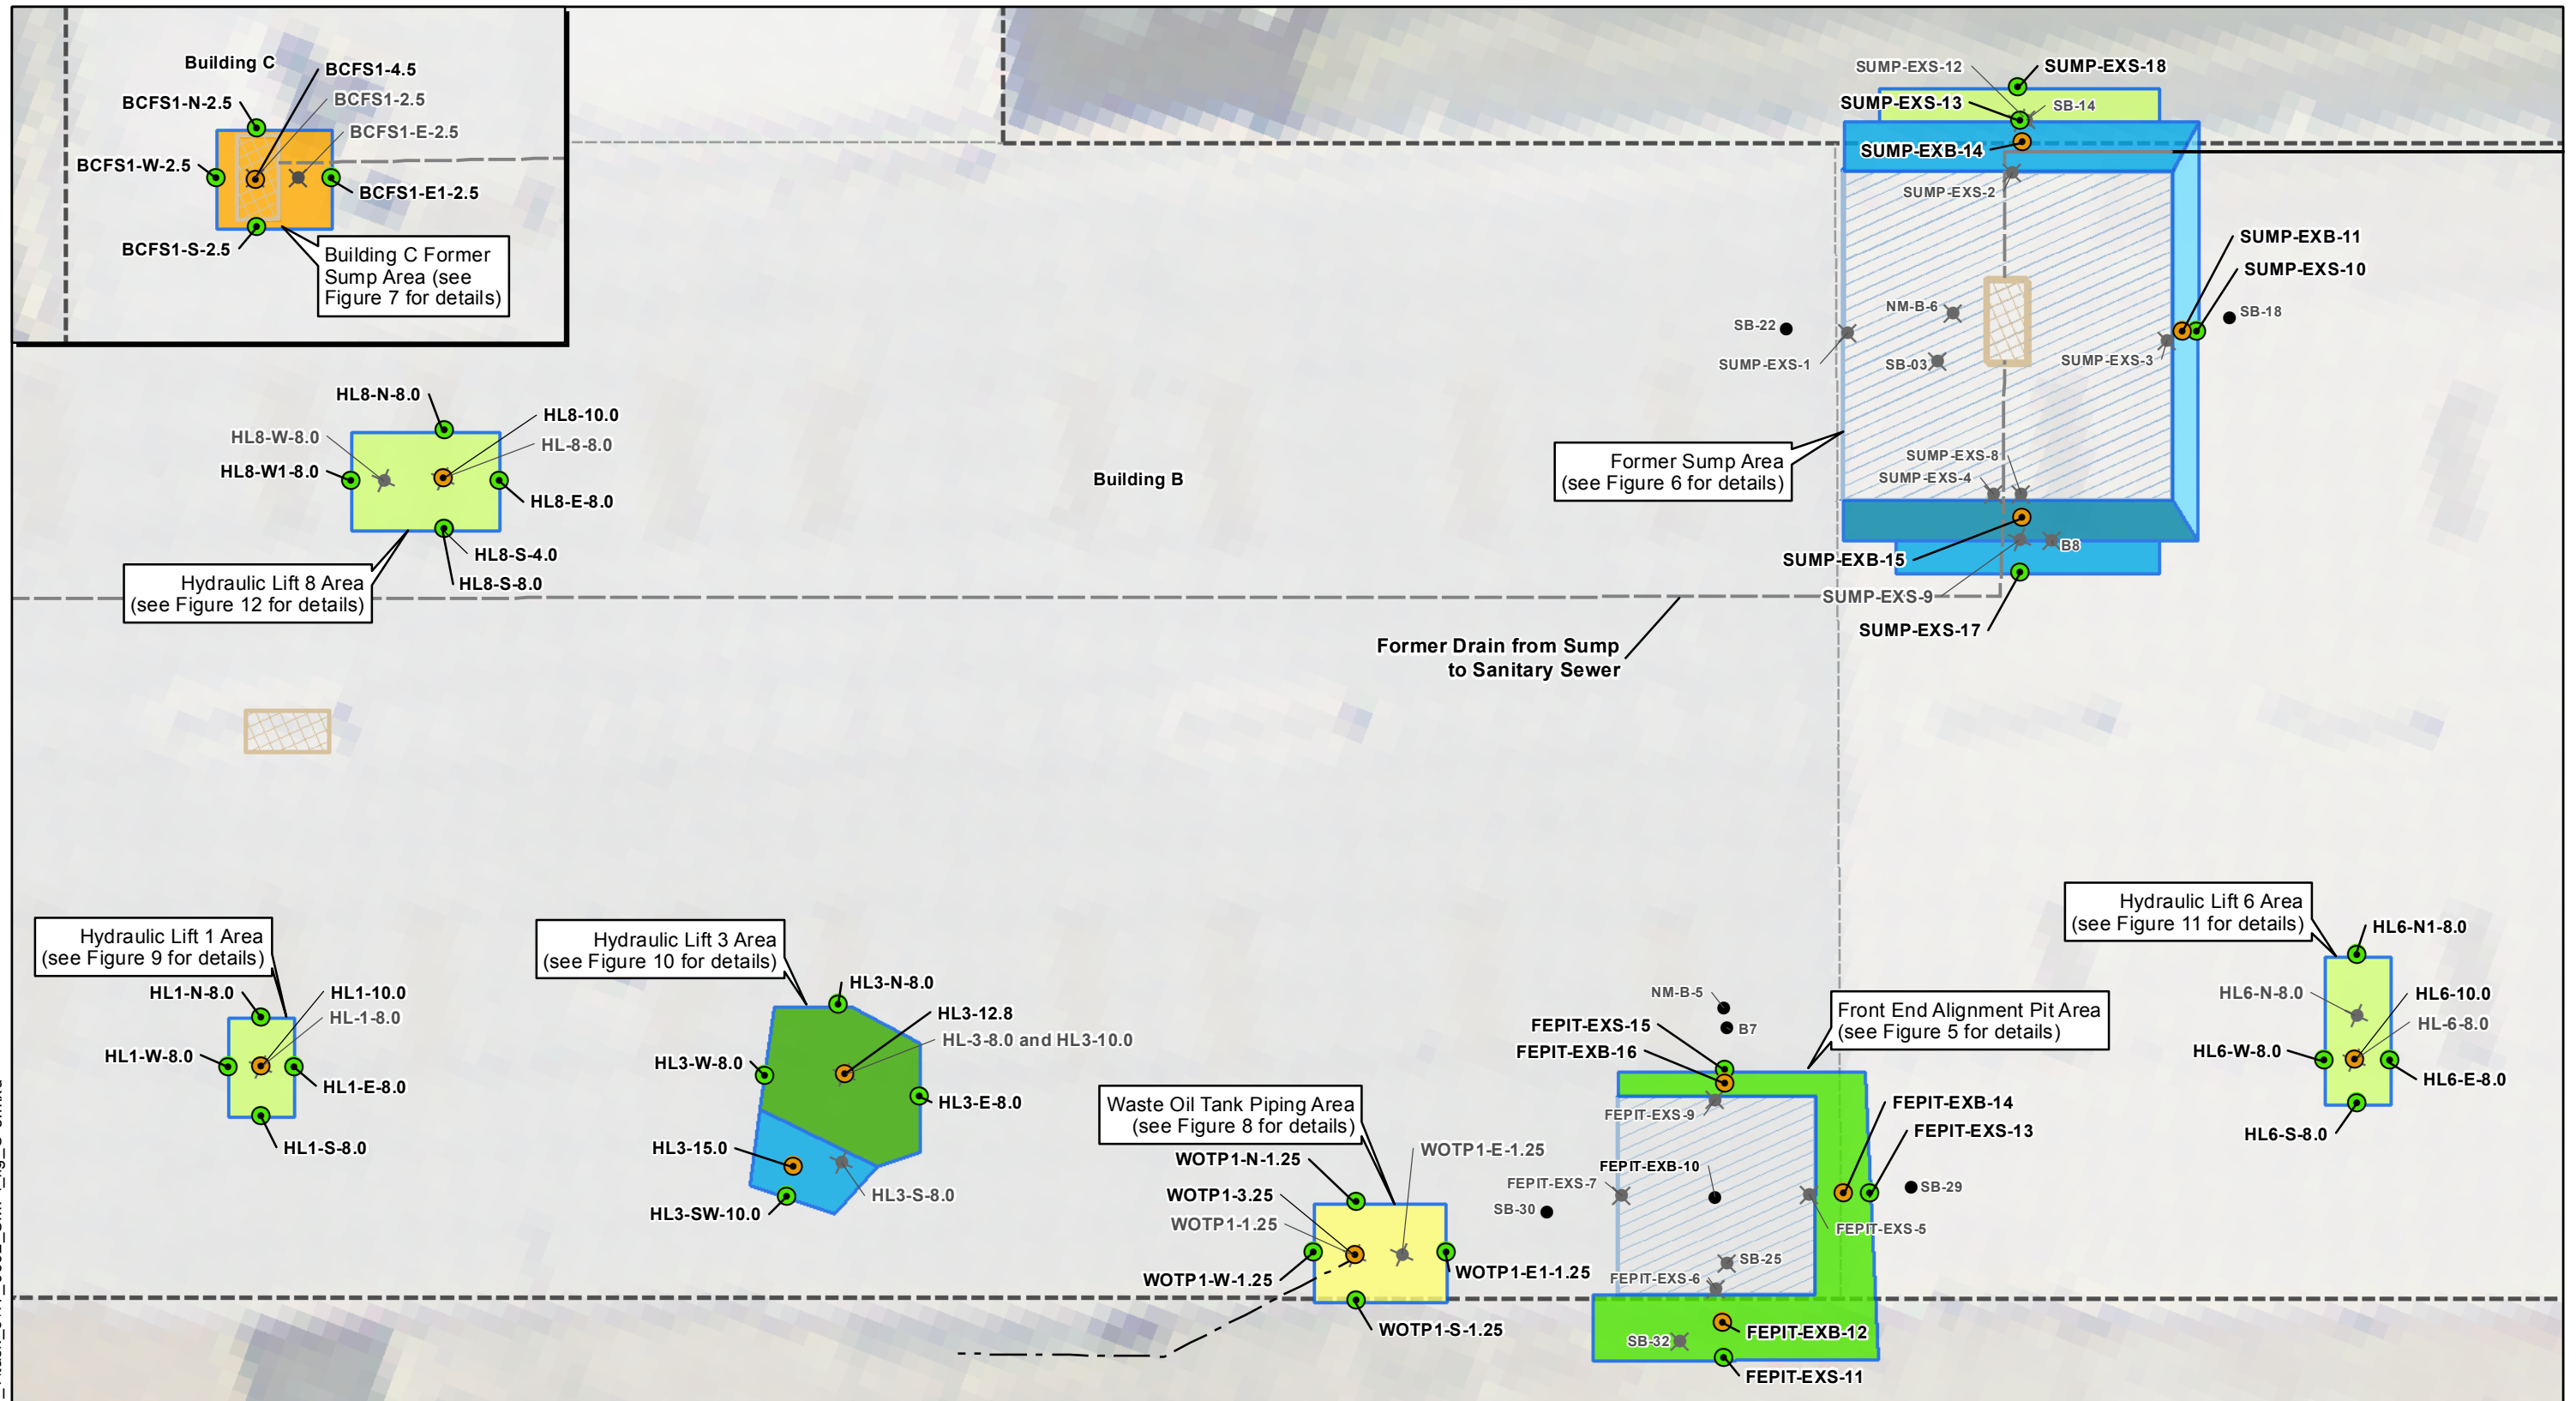 Building C
BCFS1-4.5
BCFS1-2.5
BCFS1-N-2.5
BCFS1-E-2.5
BCFS1-W-2.5
BCFS1-E1-2.5
BCFS1-S-2.5
Building C Former
Sump Area (see
Figure 7 for details)
SUMP-EXS-12
SUMP-EXS-18
SUMP-EXS-13
SB-14
SUMP-EXB-14
SUMP-EXS-2
SUMP-EXB-11
SUMP-EXS-10
NM-B-6
SB-18
SB-22
SUMP-EXS-1
SB-03
SUMP-EXS-3
HL8-N-8.0
HL8-10.0
HL8-W-8.0
HL-8-8.0
HL8-W1-8.0
HL8-E-8.0
HL8-S-4.0
HL8-S-8.0
Hydraulic Lift 8 Area
(see Figure 12 for details)
Building B
Former Sump Area
(see Figure 6 for details)
SUMP-EXS-8
SUMP-EXS-4
B8
SUMP-EXB-15
SUMP-EXS-9
SUMP-EXS-17
Former Drain from Sump
to Sanitary Sewer
Hydraulic Lift 1 Area
(see Figure 9 for details)
HL1-N-8.0
HL1-10.0
HL-1-8.0
HL1-W-8.0
HL1-E-8.0
HL1-S-8.0
Hydraulic Lift 3 Area
(see Figure 10 for details)
HL3-N-8.0
HL3-12.8
HL-3-8.0 and HL3-10.0
HL3-W-8.0
HL3-E-8.0
HL3-15.0
HL3-S-8.0
HL3-SW-10.0
Waste Oil Tank Piping Area
(see Figure 8 for details)
WOTP1-E-1.25
WOTP1-N-1.25
WOTP1-3.25
WOTP1-1.25
WOTP1-W-1.25
WOTP1-E1-1.25
WOTP1-S-1.25
NM-B-5
B7
FEPIT-EXS-15
FEPIT-EXB-16
Front End Alignment Pit Area
(see Figure 5 for details)
FEPIT-EXS-9
FEPIT-EXB-14
FEPIT-EXS-13
FEPIT-EXB-10
FEPIT-EXS-7
SB-30
SB-29
FEPIT-EXS-5
SB-25
FEPIT-EXS-6
SB-32
FEPIT-EXB-12
FEPIT-EXS-11
Hydraulic Lift 6 Area
(see Figure 11 for details)
HL6-N1-8.0
HL6-N-8.0
HL6-10.0
HL-6-8.0
HL6-W-8.0
HL6-E-8.0
HL6-S-8.0